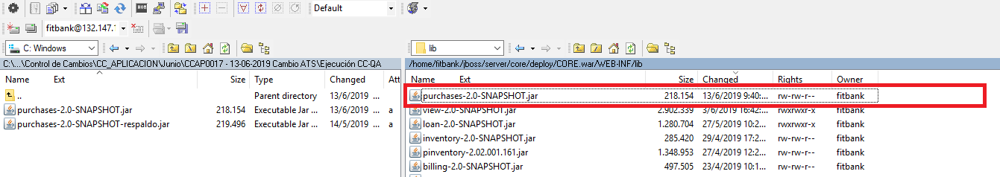 Default
fitbank@132.147.1
C: Windows
lib
C:\...\Control de Cambios\CC_APLICACION\Junio\CCAP0017 - 13-06-2019 Cambio ATS\Ejecución CC-QA
/home/fitbank/jboss/server/core/deploy/CORE.war/WEB-INF/lib
Name Ext Size Type Changed Att
Name Ext Size Changed Rights Owner
.. Parent directory 13/6/2019 ...
purchases-2.0-SNAPSHOT.jar 218.154 13/6/2019 9:40:... rw-rw-r-- fitbank
purchases-2.0-SNAPSHOT.jar 218.154 Executable Jar ... 13/6/2019 ... a
view-2.0-SNAPSHOT.jar 2.902.339 3/6/2019 16:42:... rwxrwxr-x fitbank
purchases-2.0-SNAPSHOT-respaldo.jar 219.496 Executable Jar ... 14/5/2019 ... a
loan-2.0-SNAPSHOT.jar 1.280.704 27/5/2019 10:2... rwxrwxr-x fitbank
inventory-2.0-SNAPSHOT.jar 285.420 29/4/2019 17:2... rw-rw-r-- fitbank
pinventory-2.02.001.161.jar 1.348.953 27/4/2019 12:2... rw-rw-r-- fitbank
billing-2.0-SNAPSHOT.jar 497.505 23/4/2019 10:1... rw-rw-r-- fitbank